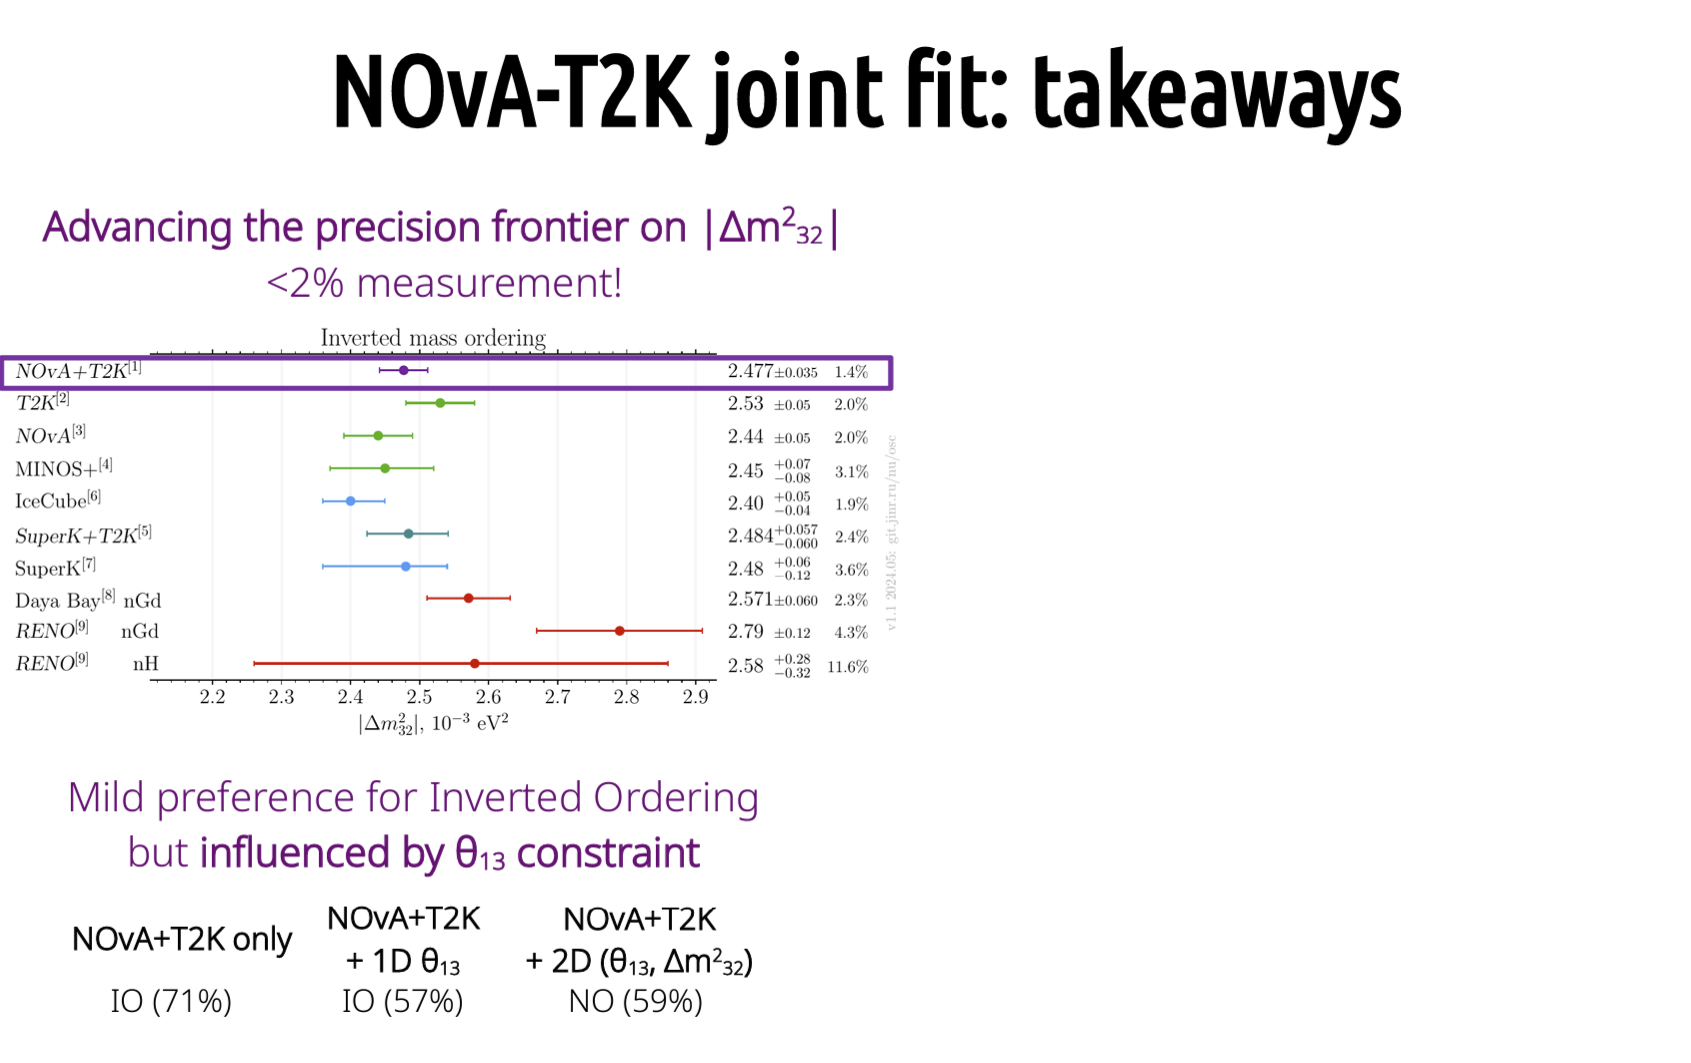 NOvA-T2K joint fit: takeaways
Advancing the precision frontier on |Δm²₃₂|
<2% measurement!
Inverted mass ordering
NOvA+T2K[1] 2.477±0.035 1.4%
T2K[2] 2.53 ±0.05 2.0%
NOvA[3] 2.44 ±0.05 2.0%
MINOS+[4] 2.45 +0.07 −0.08 3.1%
IceCube[6] 2.40 +0.05 −0.04 1.9%
SuperK+T2K[5] 2.484 +0.057 −0.060 2.4%
SuperK[7] 2.48 +0.06 −0.12 3.6%
Daya Bay[8] nGd 2.571±0.060 2.3%
RENO[9] nGd 2.79 ±0.12 4.3%
RENO[9] nH 2.58 +0.28 −0.32 11.6%
2.2 2.3 2.4 2.5 2.6 2.7 2.8 2.9
|Δm²₃₂|, 10⁻³ eV²
v1.1 2024.05: git.jinr.ru/nu/osc
Mild preference for Inverted Ordering
but influenced by θ₁₃ constraint
NOvA+T2K only
IO (71%)
NOvA+T2K
+ 1D θ₁₃
IO (57%)
NOvA+T2K
+ 2D (θ₁₃, Δm²₃₂)
NO (59%)